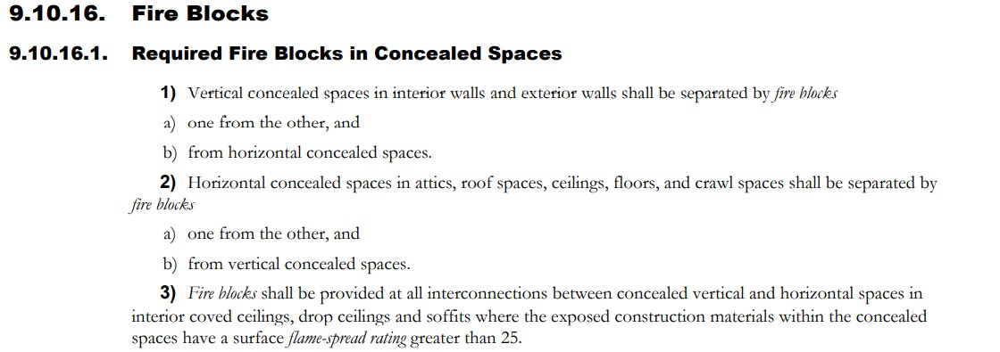 9.10.16. Fire Blocks
9.10.16.1. Required Fire Blocks in Concealed Spaces
1) Vertical concealed spaces in interior walls and exterior walls shall be separated by fire blocks
a) one from the other, and
b) from horizontal concealed spaces.
2) Horizontal concealed spaces in attics, roof spaces, ceilings, floors, and crawl spaces shall be separated by
fire blocks
a) one from the other, and
b) from vertical concealed spaces.
3) Fire blocks shall be provided at all interconnections between concealed vertical and horizontal spaces in
interior coved ceilings, drop ceilings and soffits where the exposed construction materials within the concealed
spaces have a surface flame-spread rating greater than 25.